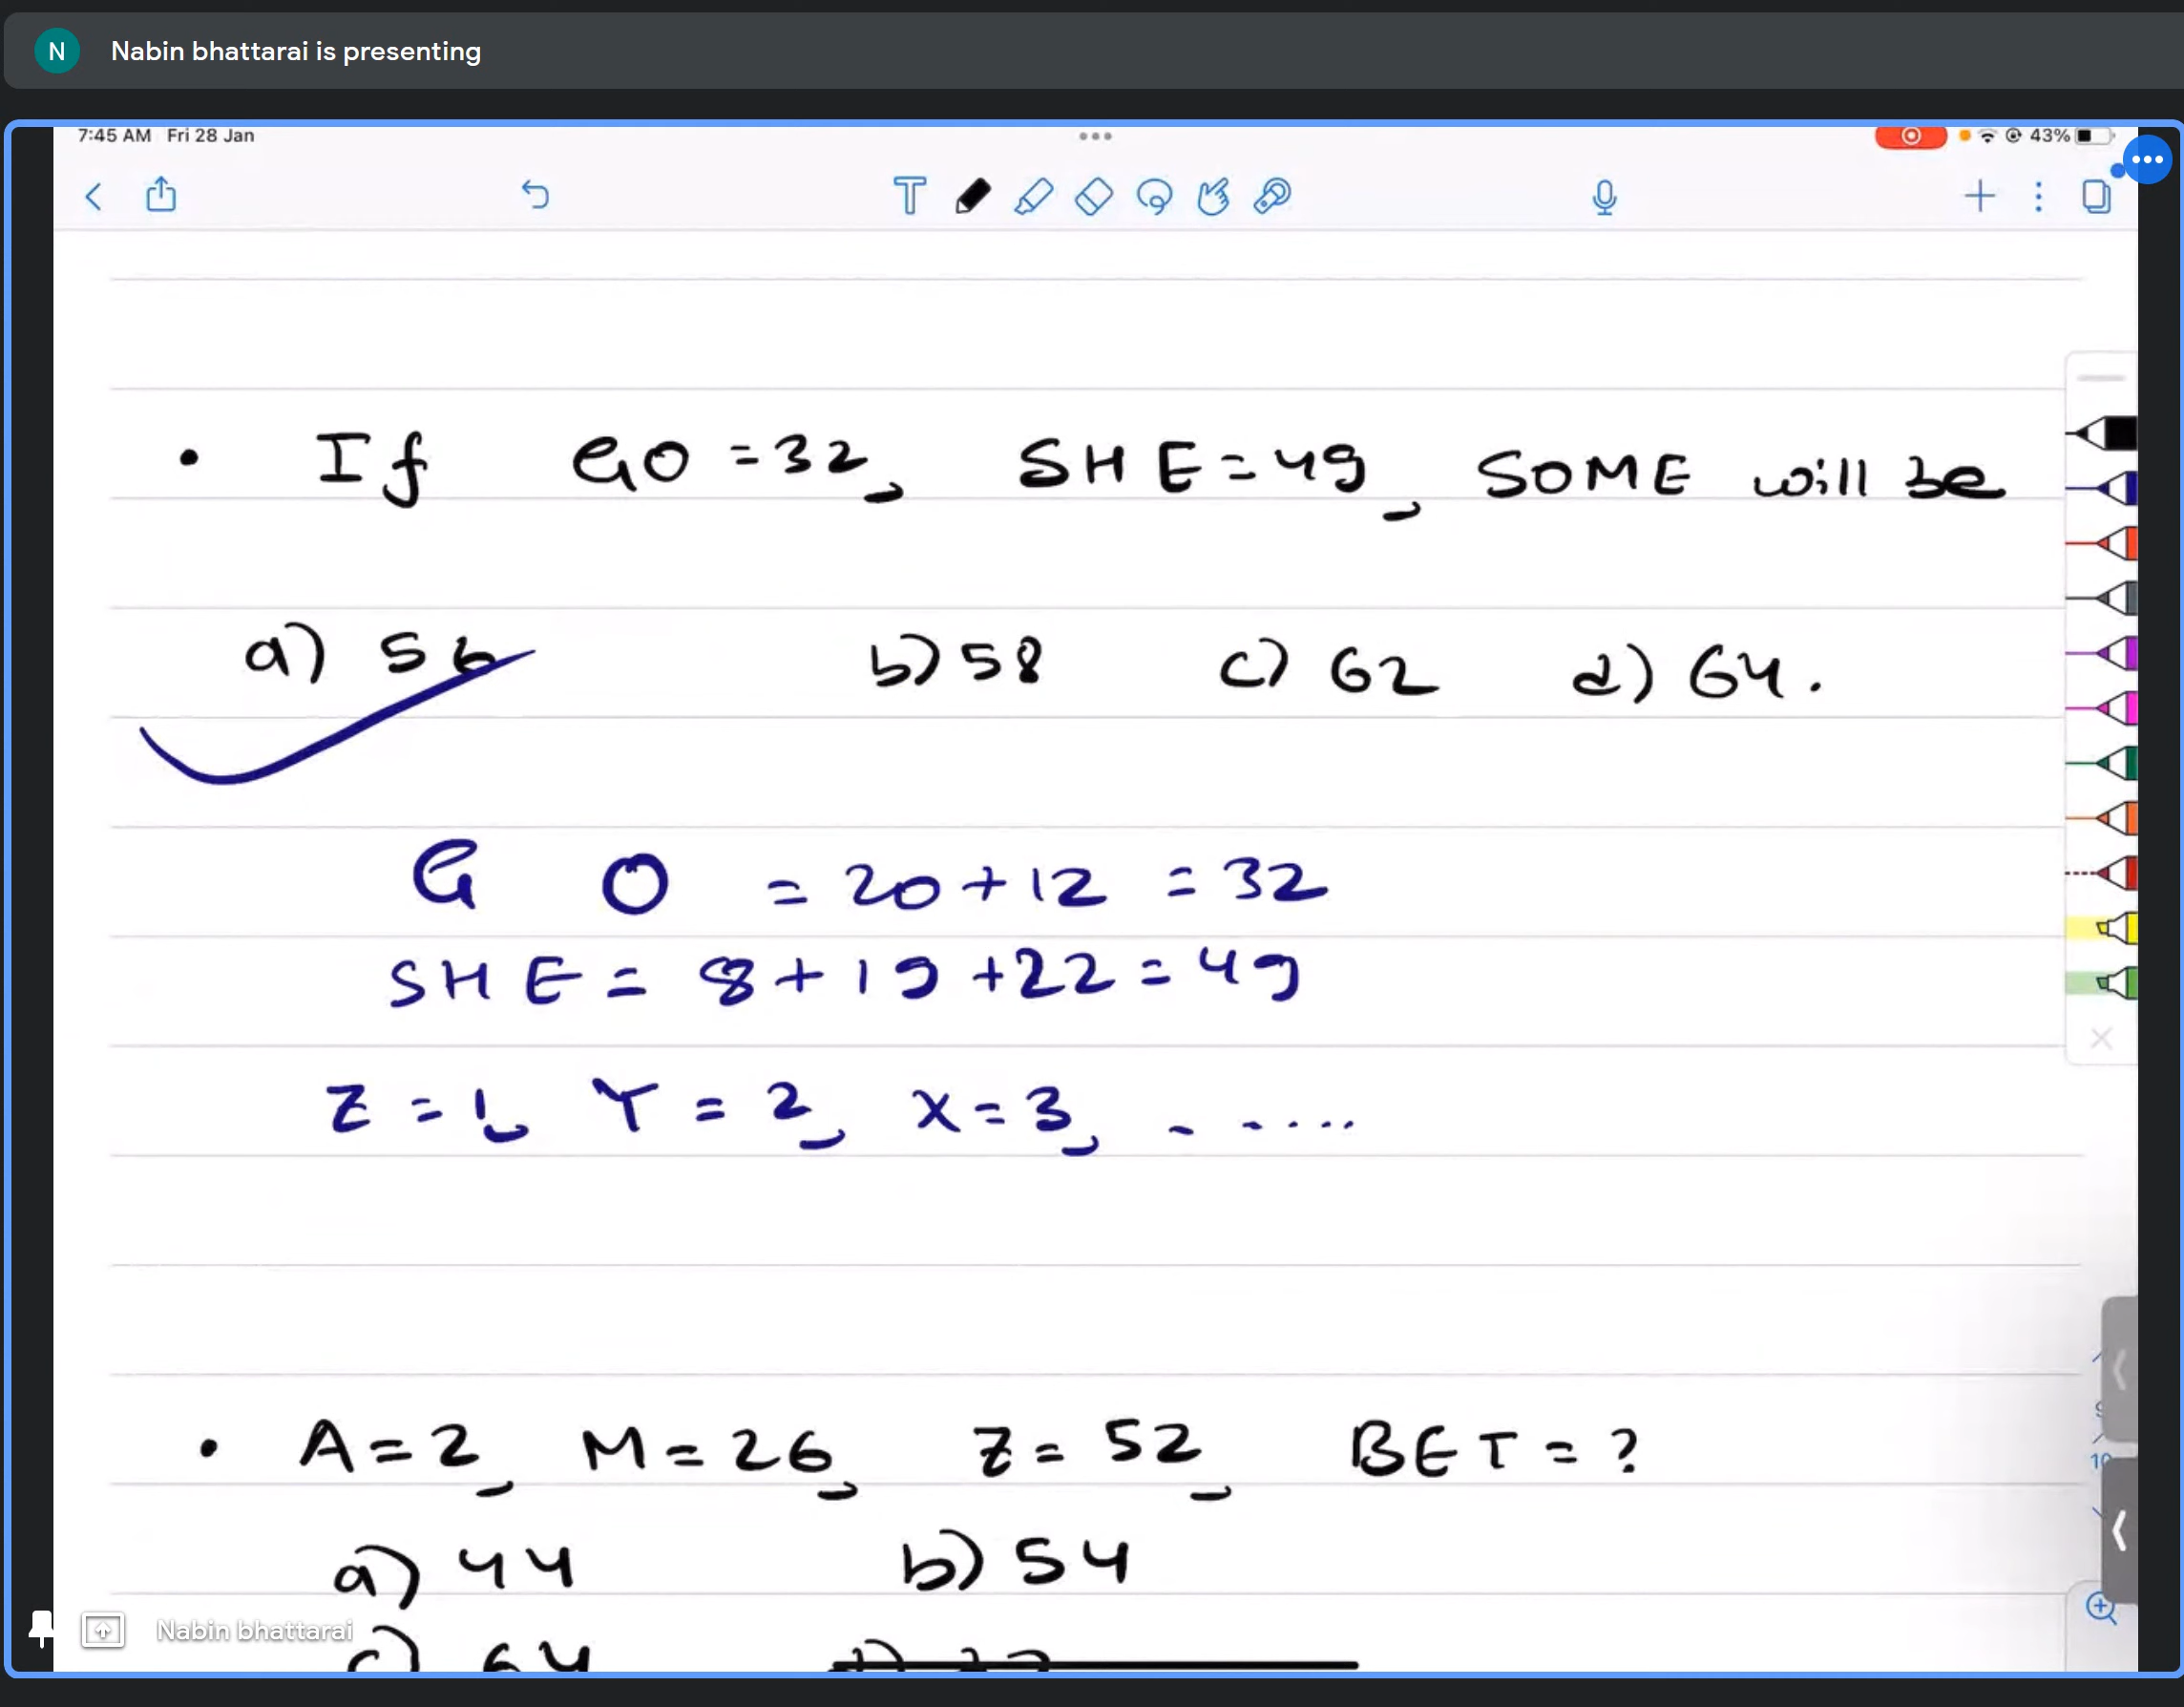 N Nabin bhattarai is presenting
7:45 AM Fri 28 Jan
43%
• If GO = 32, SHE = 49, SOME will be
a) 56 b) 58 c) 62 d) 64.
G O = 20 + 12 = 32
SHE = 8 + 19 + 22 = 49
Z = 1, Y = 2, X = 3, - - ....
• A = 2, M = 26, Z = 52, BET = ?
a) 44 b) 54
c) 64
Nabin bhattarai